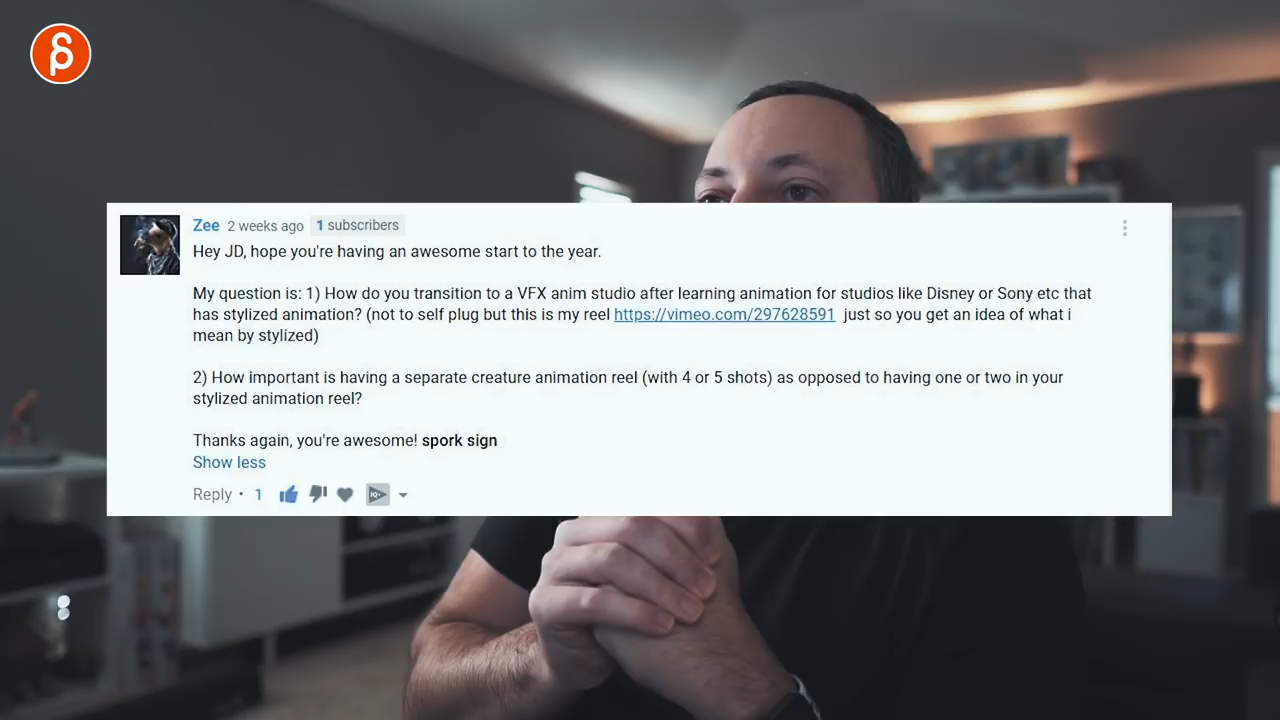 Zee 2 weeks ago 1 subscribers
Hey JD, hope you're having an awesome start to the year.
My question is: 1) How do you transition to a VFX anim studio after learning animation for studios like Disney or Sony etc that
has stylized animation? (not to self plug but this is my reel https://vimeo.com/297628591 just so you get an idea of what i
mean by stylized)
2) How important is having a separate creature animation reel (with 4 or 5 shots) as opposed to having one or two in your
stylized animation reel?
Thanks again, you're awesome! spork sign
Show less
Reply • 1